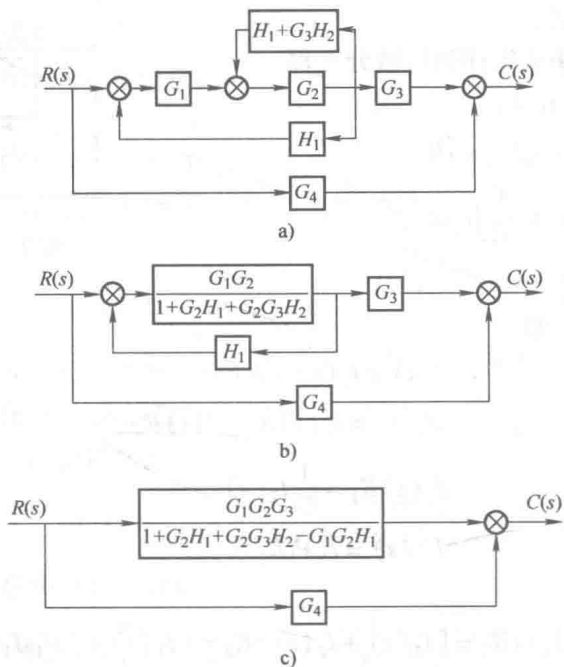 H₁+G₃H₂
R(s) G₁ G₂ G₃ C(s)
H₁
G₄
a)
R(s) G₁G₂ G₃ C(s)
1+G₂H₁+G₂G₃H₂
H₁
G₄
b)
R(s) G₁G₂G₃ C(s)
1+G₂H₁+G₂G₃H₂-G₁G₂H₁
G₄
c)